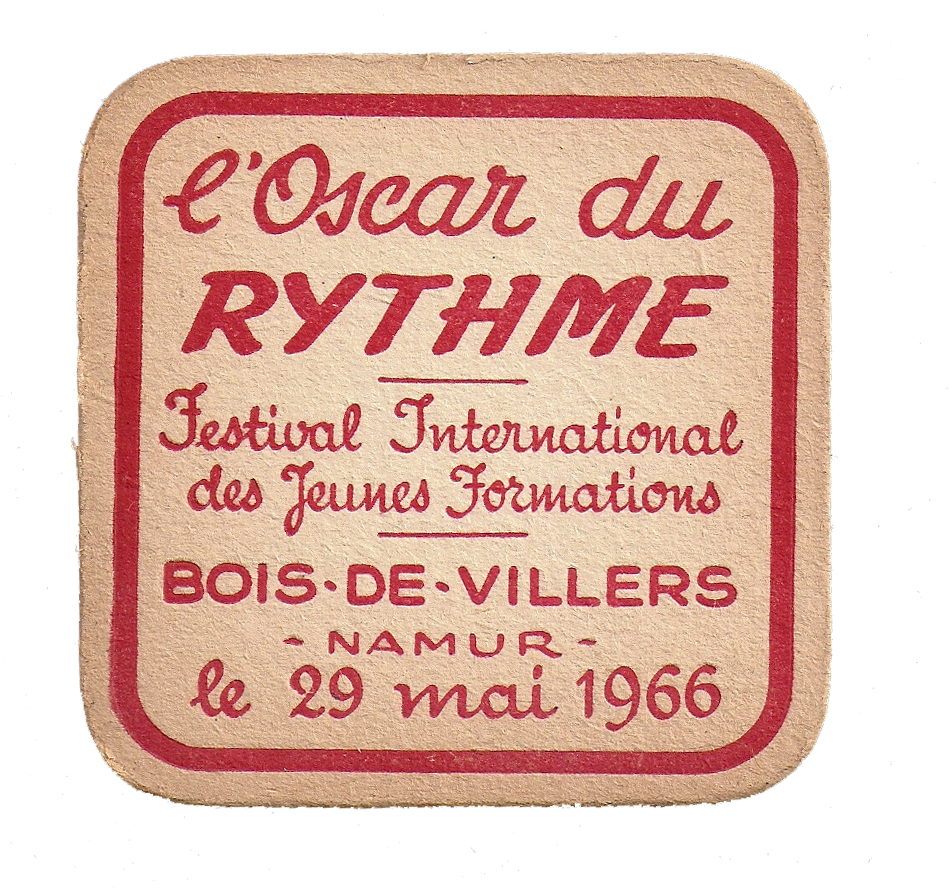 l'Oscar du
RYTHME
Festival International
des Jeunes Formations
BOIS·DE·VILLERS
-NAMUR-
le 29 mai 1966